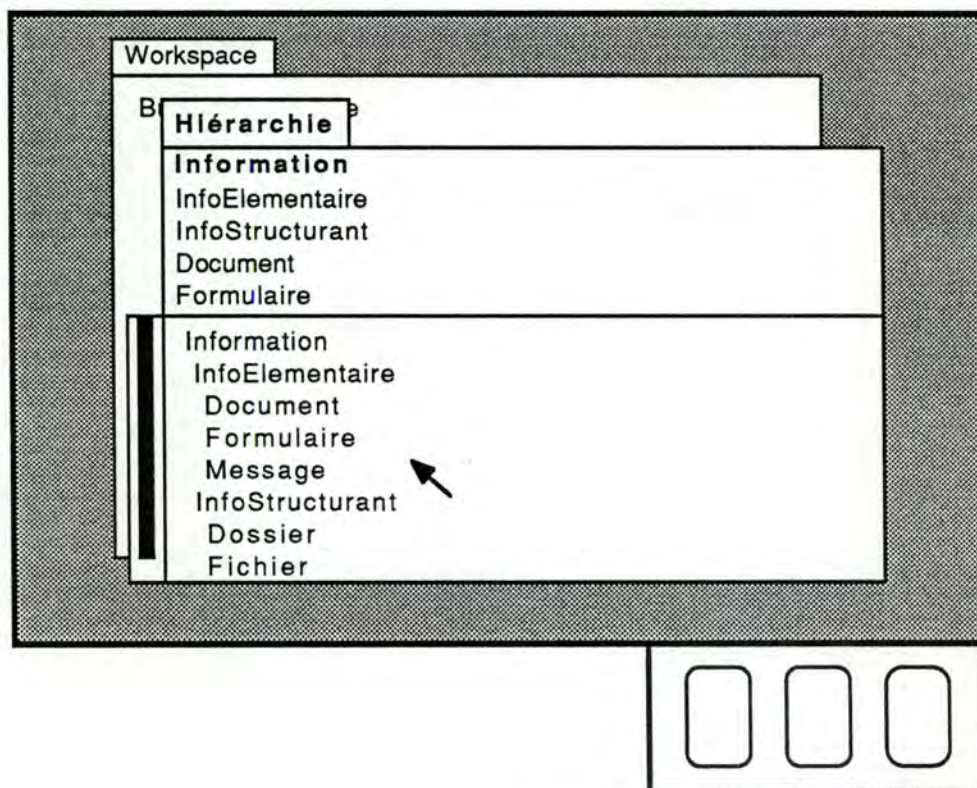 Workspace
Hiérarchie
Information
InfoElementaire
InfoStructurant
Document
Formulaire
Information
InfoElementaire
Document
Formulaire
Message
InfoStructurant
Dossier
Fichier